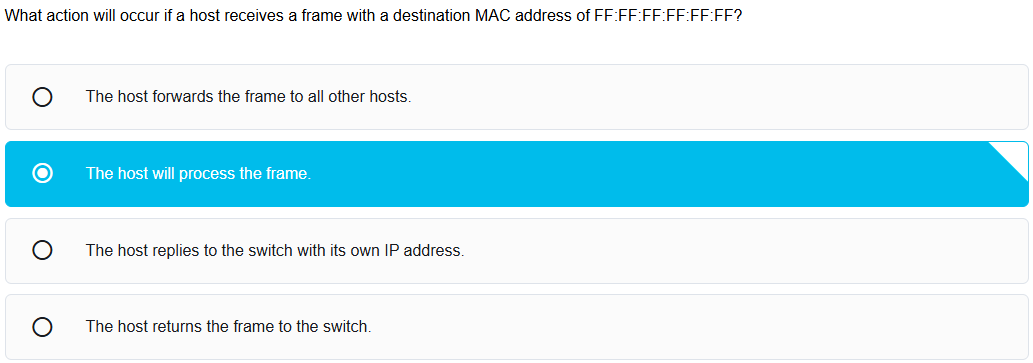 What action will occur if a host receives a frame with a destination MAC address of FF:FF:FF:FF:FF:FF?
The host forwards the frame to all other hosts.
The host will process the frame.
The host replies to the switch with its own IP address.
The host returns the frame to the switch.